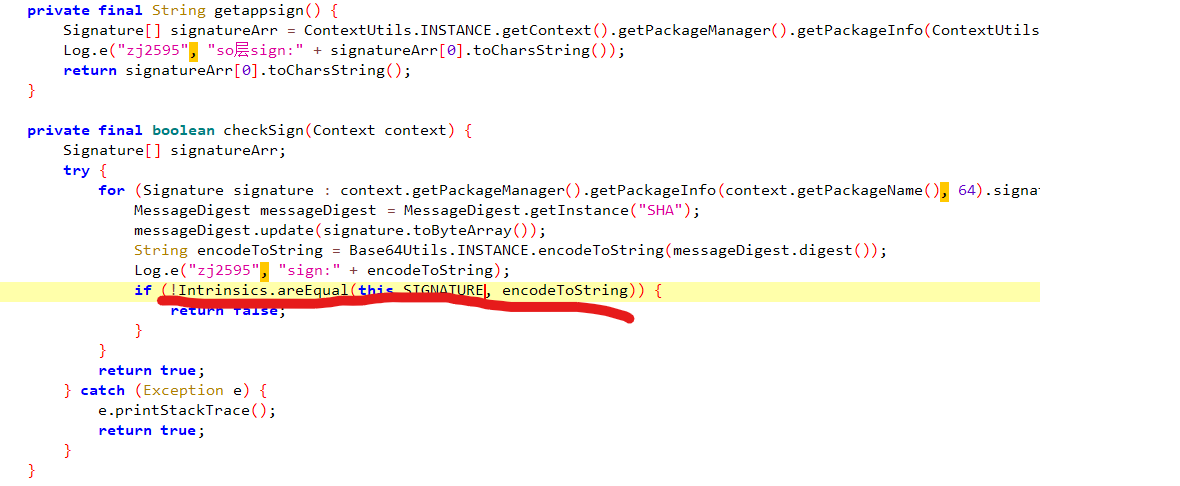 private final String getappsign() {
Signature[] signatureArr = ContextUtils.INSTANCE.getContext().getPackageManager().getPackageInfo(ContextUtils
Log.e("zj2595", "so层sign:" + signatureArr[0].toCharsString());
return signatureArr[0].toCharsString();
}
private final boolean checkSign(Context context) {
Signature[] signatureArr;
try {
for (Signature signature : context.getPackageManager().getPackageInfo(context.getPackageName(), 64).signat
MessageDigest messageDigest = MessageDigest.getInstance("SHA");
messageDigest.update(signature.toByteArray());
String encodeToString = Base64Utils.INSTANCE.encodeToString(messageDigest.digest());
Log.e("zj2595", "sign:" + encodeToString);
if (!Intrinsics.areEqual(this.SIGNATURE, encodeToString)) {
return false;
}
}
return true;
} catch (Exception e) {
e.printStackTrace();
return true;
}
}